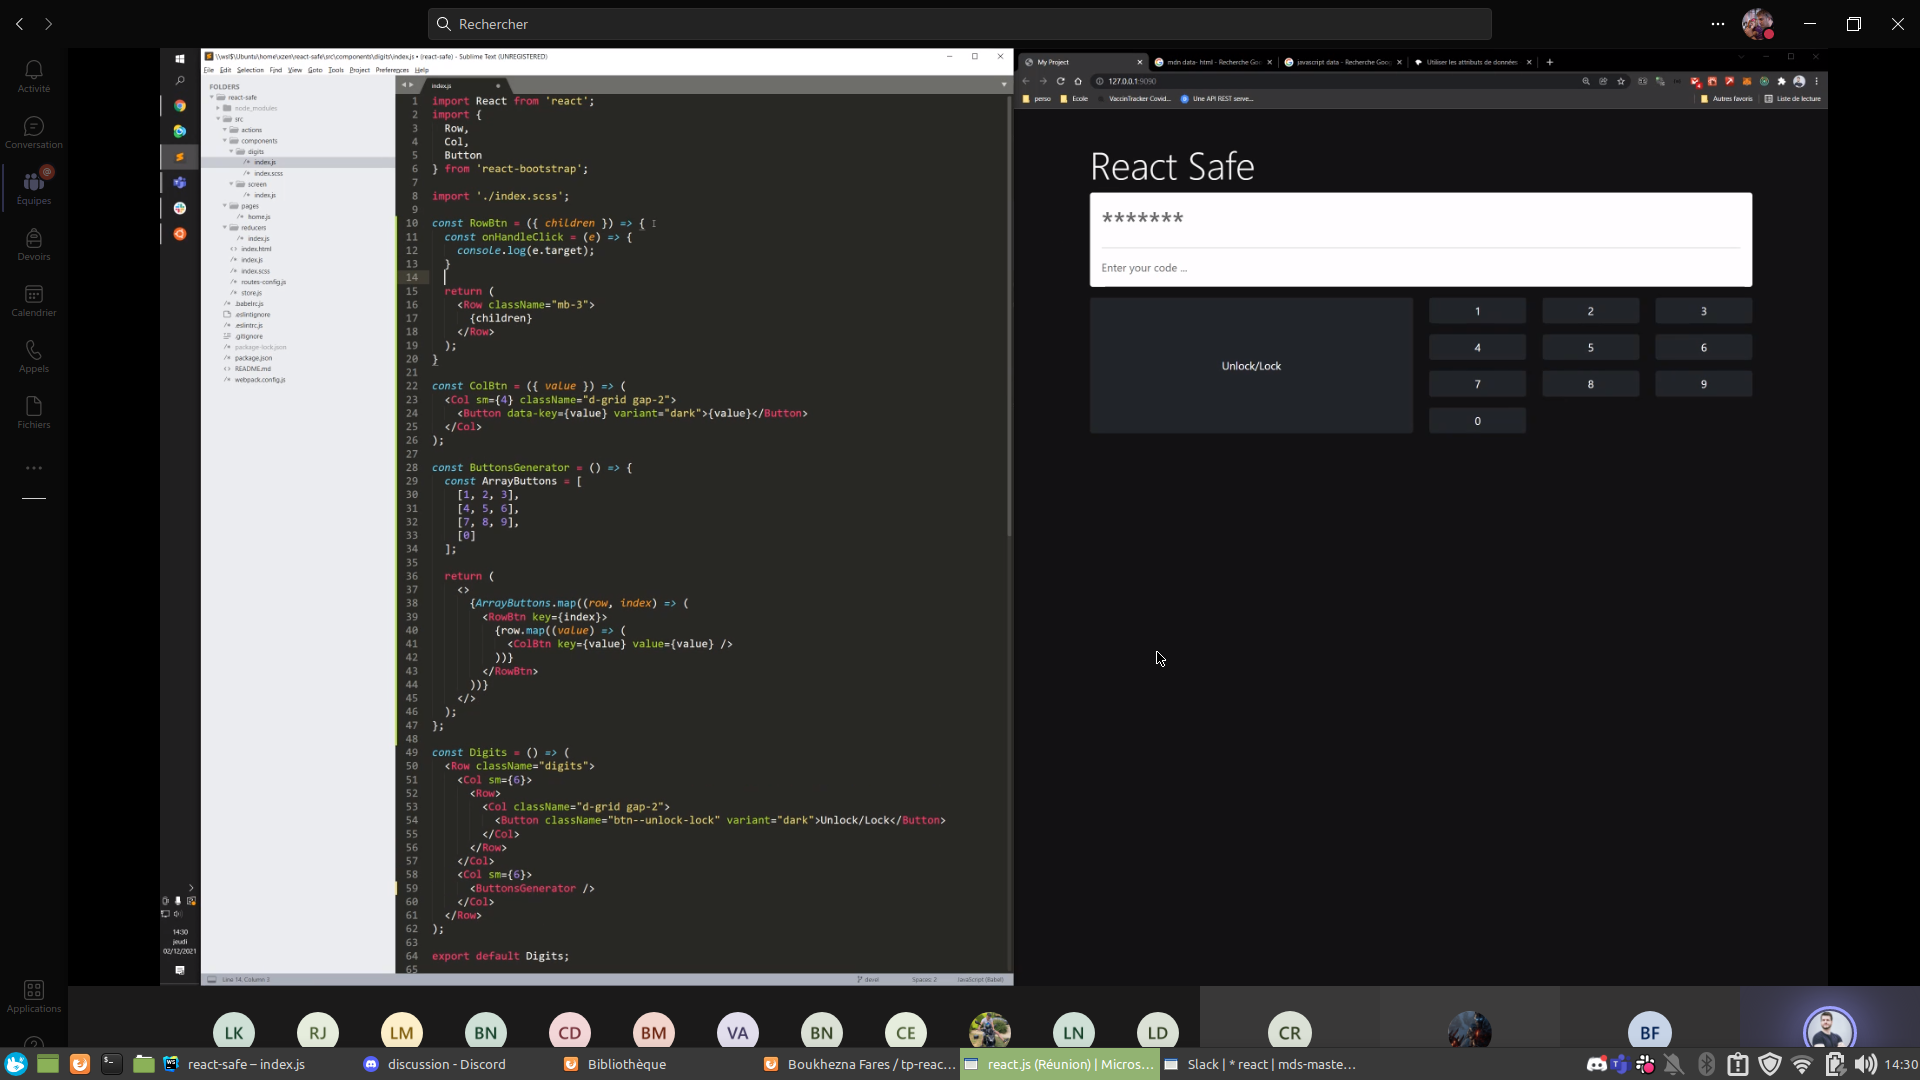 Rechercher
Activité
Conversation
Équipes
Devoirs
Calendrier
Appels
Fichiers
Applications
\\wsl$\Ubuntu\home\xzen\react-safe\src\components\digits\index.js • (react-safe) - Sublime Text (UNREGISTERED)
File Edit Selection Find View Goto Tools Project Preferences Help
FOLDERS
react-safe
node_modules
src
actions
components
digits
index.js
index.scss
screen
index.js
pages
home.js
reducers
index.js
index.html
index.js
index.scss
routes-config.js
store.js
.babelrc.js
.eslintignore
.eslintrc.js
.gitignore
package-lock.json
package.json
README.md
webpack.config.js
14:30
jeudi
02/12/2021
index.js
1 import React from 'react';
2 import {
3 Row,
4 Col,
5 Button
6 } from 'react-bootstrap';
7
8 import './index.scss';
9
10 const RowBtn = ({ children }) => {
11 const onHandleClick = (e) => {
12 console.log(e.target);
13 }
14
15 return (
16 <Row className="mb-3">
17 {children}
18 </Row>
19 );
20 }
21
22 const ColBtn = ({ value }) => (
23 <Col sm={4} className="d-grid gap-2">
24 <Button data-key={value} variant="dark">{value}</Button>
25 </Col>
26 );
27
28 const ButtonsGenerator = () => {
29 const ArrayButtons = [
30 [1, 2, 3],
31 [4, 5, 6],
32 [7, 8, 9],
33 [0]
34 ];
35
36 return (
37 <>
38 {ArrayButtons.map((row, index) => (
39 <RowBtn key={index}>
40 {row.map((value) => (
41 <ColBtn key={value} value={value} />
42 ))}
43 </RowBtn>
44 ))}
45 </>
46 );
47 };
48
49 const Digits = () => (
50 <Row className="digits">
51 <Col sm={6}>
52 <Row>
53 <Col className="d-grid gap-2">
54 <Button className="btn--unlock-lock" variant="dark">Unlock/Lock</Button>
55 </Col>
56 </Row>
57 </Col>
58 <Col sm={6}>
59 <ButtonsGenerator />
60 </Col>
61 </Row>
62 );
63
64 export default Digits;
65
Line 14, Column 3
devel
Spaces: 2
JavaScript (Babel)
My Project
mdn data- html - Recherche Goo
javascript data - Recherche Goog
Utiliser les attributs de données
127.0.0.1:9090
perso
Ecole
VaccinTracker Covid...
Une API REST serve...
Autres favoris
Liste de lecture
React Safe
*******
Enter your code ...
Unlock/Lock
1 2 3
4 5 6
7 8 9
0
LK RJ LM BN CD BM VA BN CE LN LD CR BF
react-safe – index.js
discussion - Discord
Bibliothèque
Boukhezna Fares / tp-reac...
react.js (Réunion) | Micros...
Slack | * react | mds-maste...
14:30